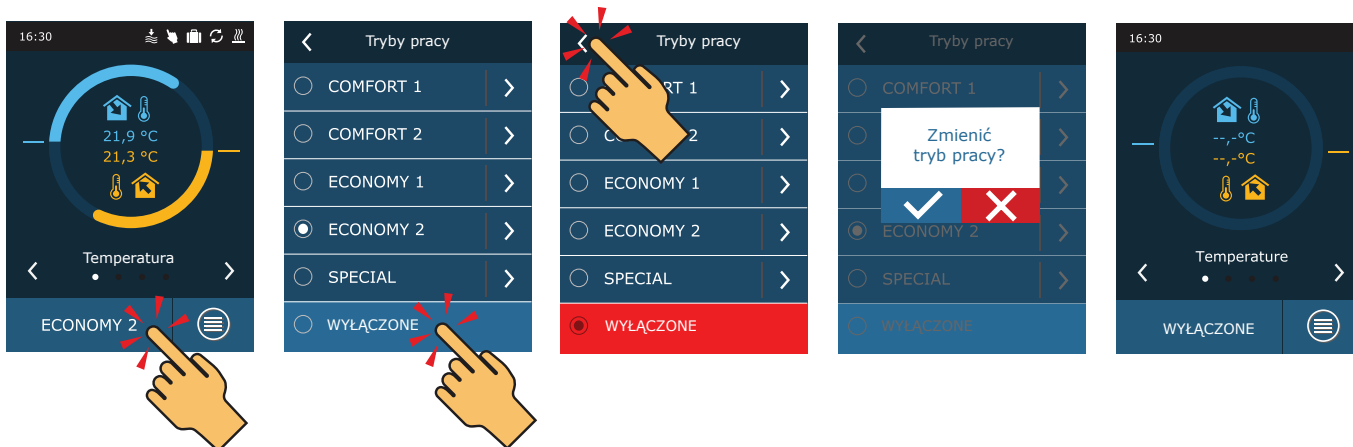 16:30
21,9 °C
21,3 °C
Temperatura
ECONOMY 2
Tryby pracy
COMFORT 1
COMFORT 2
ECONOMY 1
ECONOMY 2
SPECIAL
WYŁĄCZONE
Tryby pracy
RT 1
C 2
ECONOMY 1
ECONOMY 2
SPECIAL
WYŁĄCZONE
Tryby pracy
COMFORT 1
Zmienić
tryb pracy?
ECONOMY 2
SPECIAL
WYŁĄCZONE
16:30
--,-°C
--,-°C
Temperature
WYŁĄCZONE